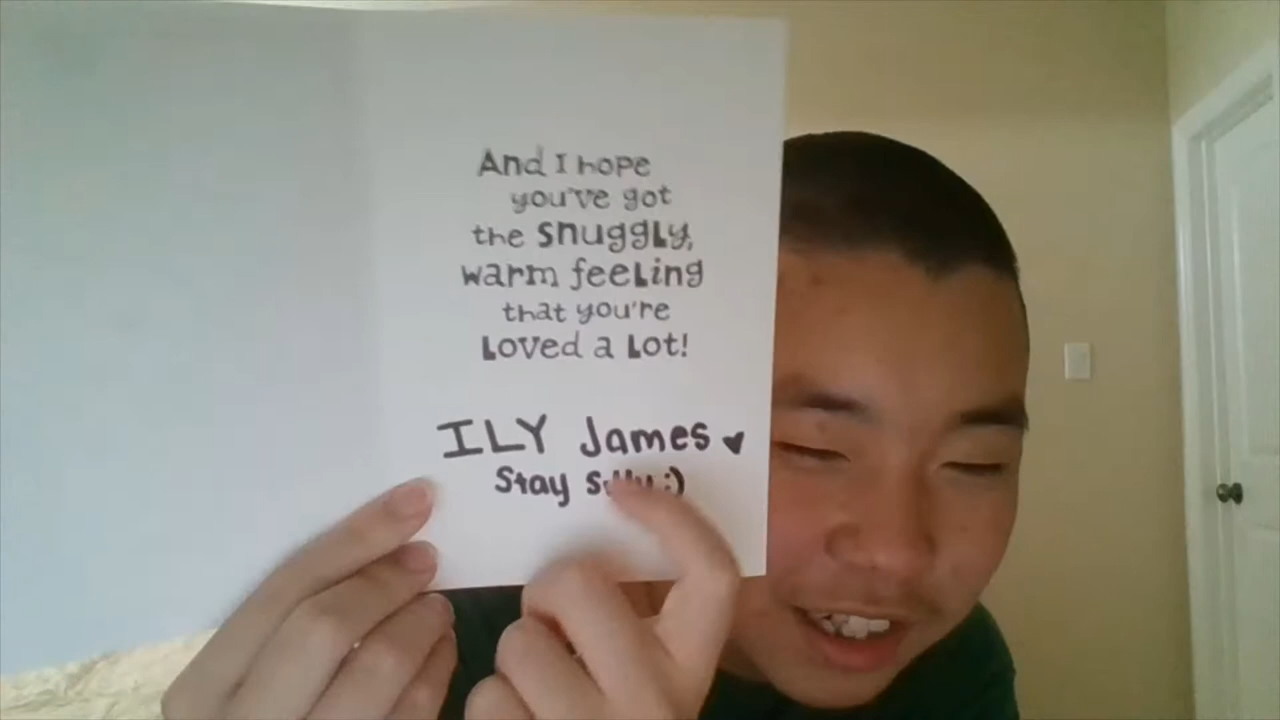 And I hope
you've got
the snuggly,
warm feeling
that you're
Loved a Lot!
ILY James ♥
Stay :)